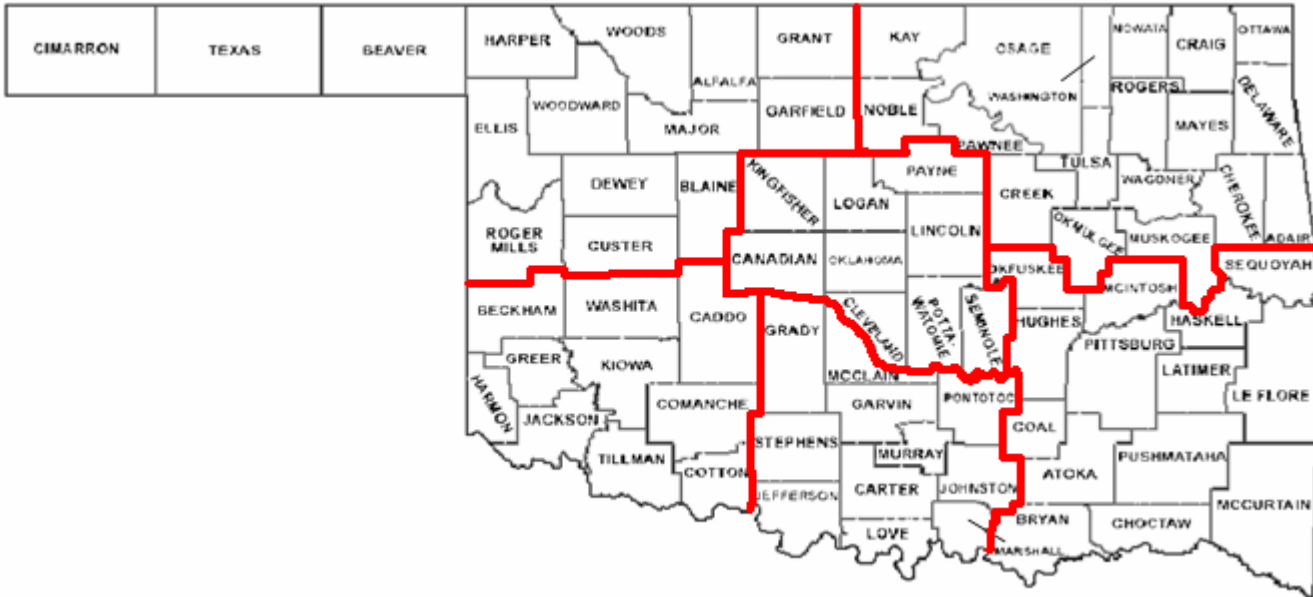 CIMARRON
TEXAS
BEAVER
HARPER
WOODS
GRANT
KAY
OSAGE
NOWATA
CRAIG
OTTAWA
ALFALFA
WOODWARD
WASHINGTON
ROGERS
DELAWARE
ELLIS
MAJOR
GARFIELD
NOBLE
MAYES
PAWNEE
TULSA
DEWEY
BLAINE
KINGFISHER
PAYNE
CREEK
WAGONER
CHEROKEE
LOGAN
ROGER
MILLS
CUSTER
LINCOLN
OKMULGEE
MUSKOGEE
ADAIR
CANADIAN
OKLAHOMA
OKFUSKEE
SEQUOYAH
MCINTOSH
BECKHAM
WASHITA
CADDO
GRADY
CLEVELAND
POTTA-
WATOMIE
SEMINOLE
HUGHES
HASKELL
PITTSBURG
GREER
KIOWA
MCCLAIN
LATIMER
HARMON
JACKSON
COMANCHE
GARVIN
PONTOTOC
LE FLORE
COAL
STEPHENS
TILLMAN
COTTON
MURRAY
ATOKA
PUSHMATAHA
JEFFERSON
CARTER
JOHNSTON
MCCURTAIN
LOVE
BRYAN
CHOCTAW
MARSHALL